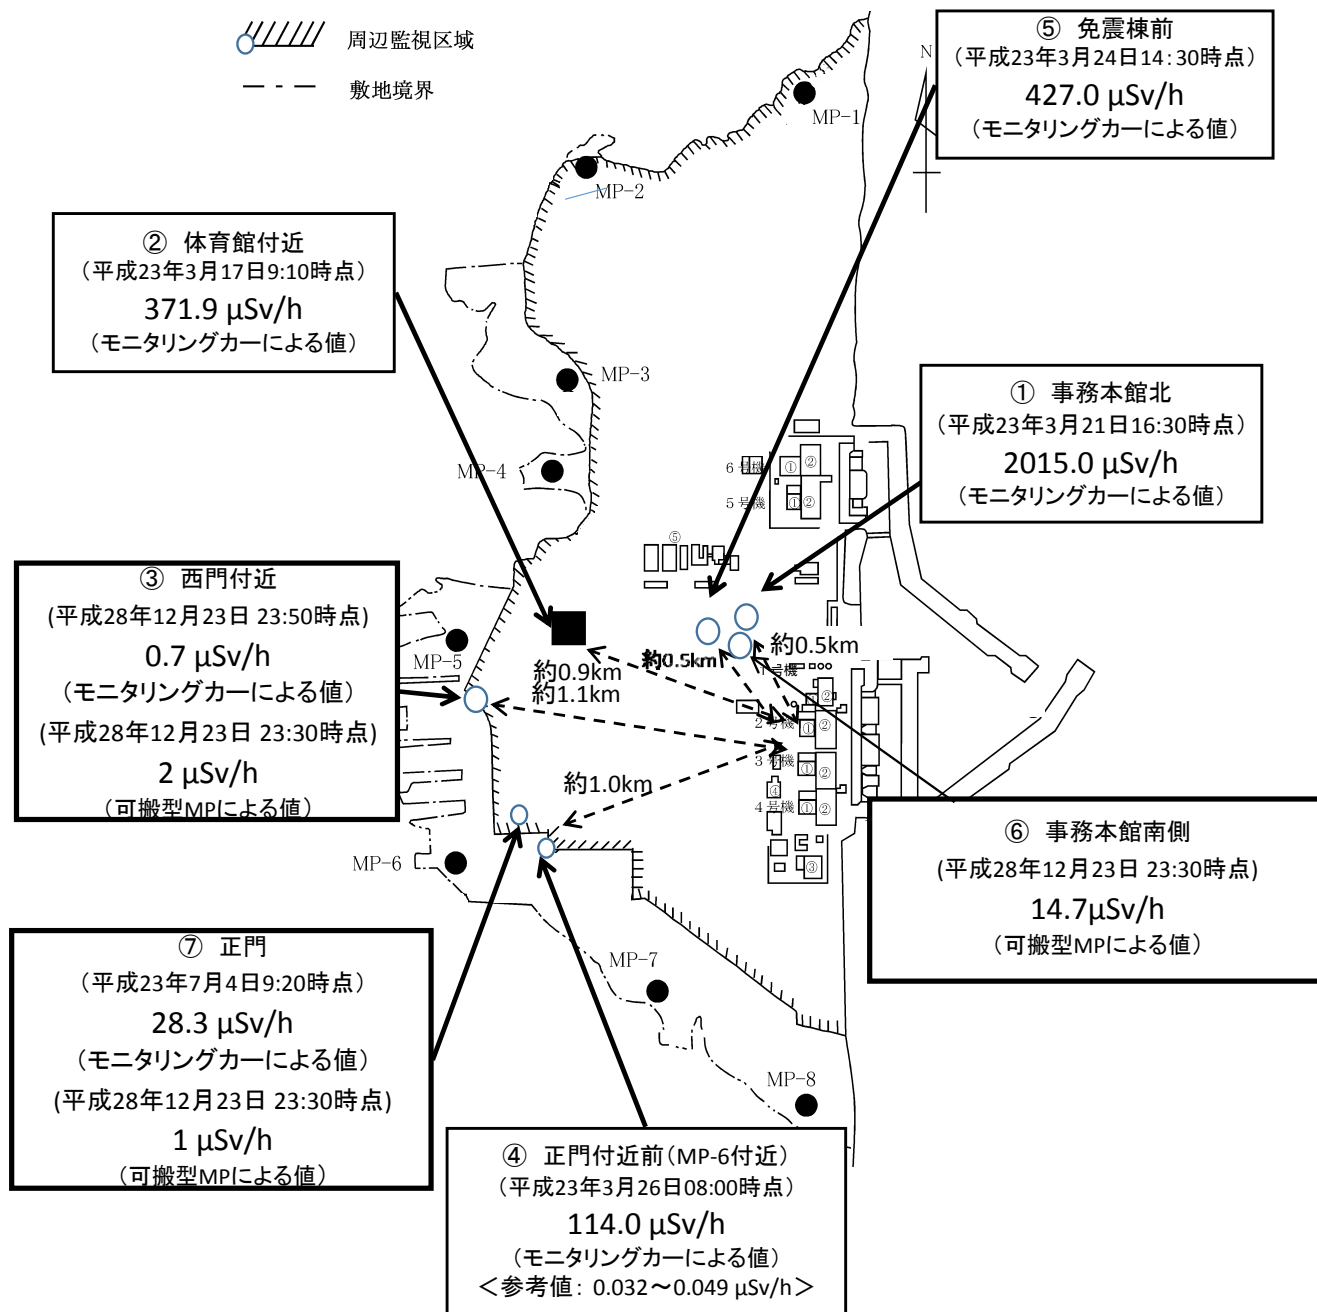 周辺監視区域
敷地境界
⑤ 免震棟前
（平成23年3月24日14:30時点）
427.0 μSv/h
（モニタリングカーによる値）
N
MP-1
MP-2
② 体育館付近
（平成23年3月17日9:10時点）
371.9 μSv/h
（モニタリングカーによる値）
MP-3
① 事務本館北
（平成23年3月21日16:30時点）
2015.0 μSv/h
（モニタリングカーによる値）
MP-4
6号機
①
②
5号機
①
②
⑤
③ 西門付近
(平成28年12月23日 23:50時点)
0.7 μSv/h
（モニタリングカーによる値）
(平成28年12月23日 23:30時点)
2 μSv/h
（可搬型MPによる値）
MP-5
約0.9km
約1.1km
約0.5km
約0.5km
1号機
②
2号機
①
②
3号機
①
②
④
4号機
①
②
③
約1.0km
MP-6
⑥ 事務本館南側
(平成28年12月23日 23:30時点)
14.7μSv/h
（可搬型MPによる値）
⑦ 正門
（平成23年7月4日9:20時点）
28.3 μSv/h
（モニタリングカーによる値）
(平成28年12月23日 23:30時点)
1 μSv/h
（可搬型MPによる値）
MP-7
MP-8
④ 正門付近前（MP-6付近）
（平成23年3月26日08:00時点）
114.0 μSv/h
（モニタリングカーによる値）
＜参考値： 0.032～0.049 μSv/h＞